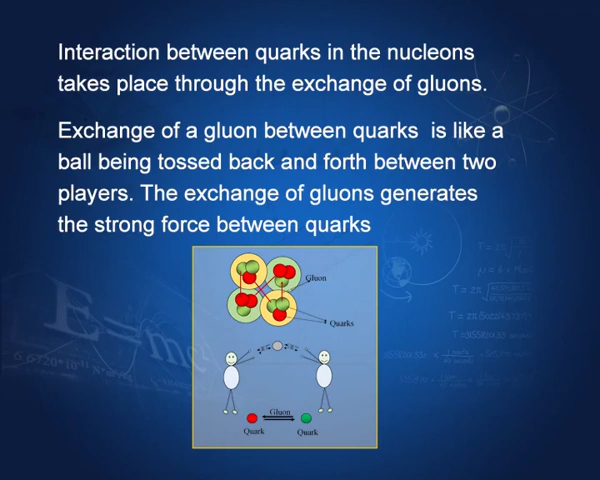 Interaction between quarks in the nucleons
takes place through the exchange of gluons.
Exchange of a gluon between quarks is like a
ball being tossed back and forth between two
players. The exchange of gluons generates
the strong force between quarks
Gluon
Quarks
Gluon
Quark
Quark
E=mc